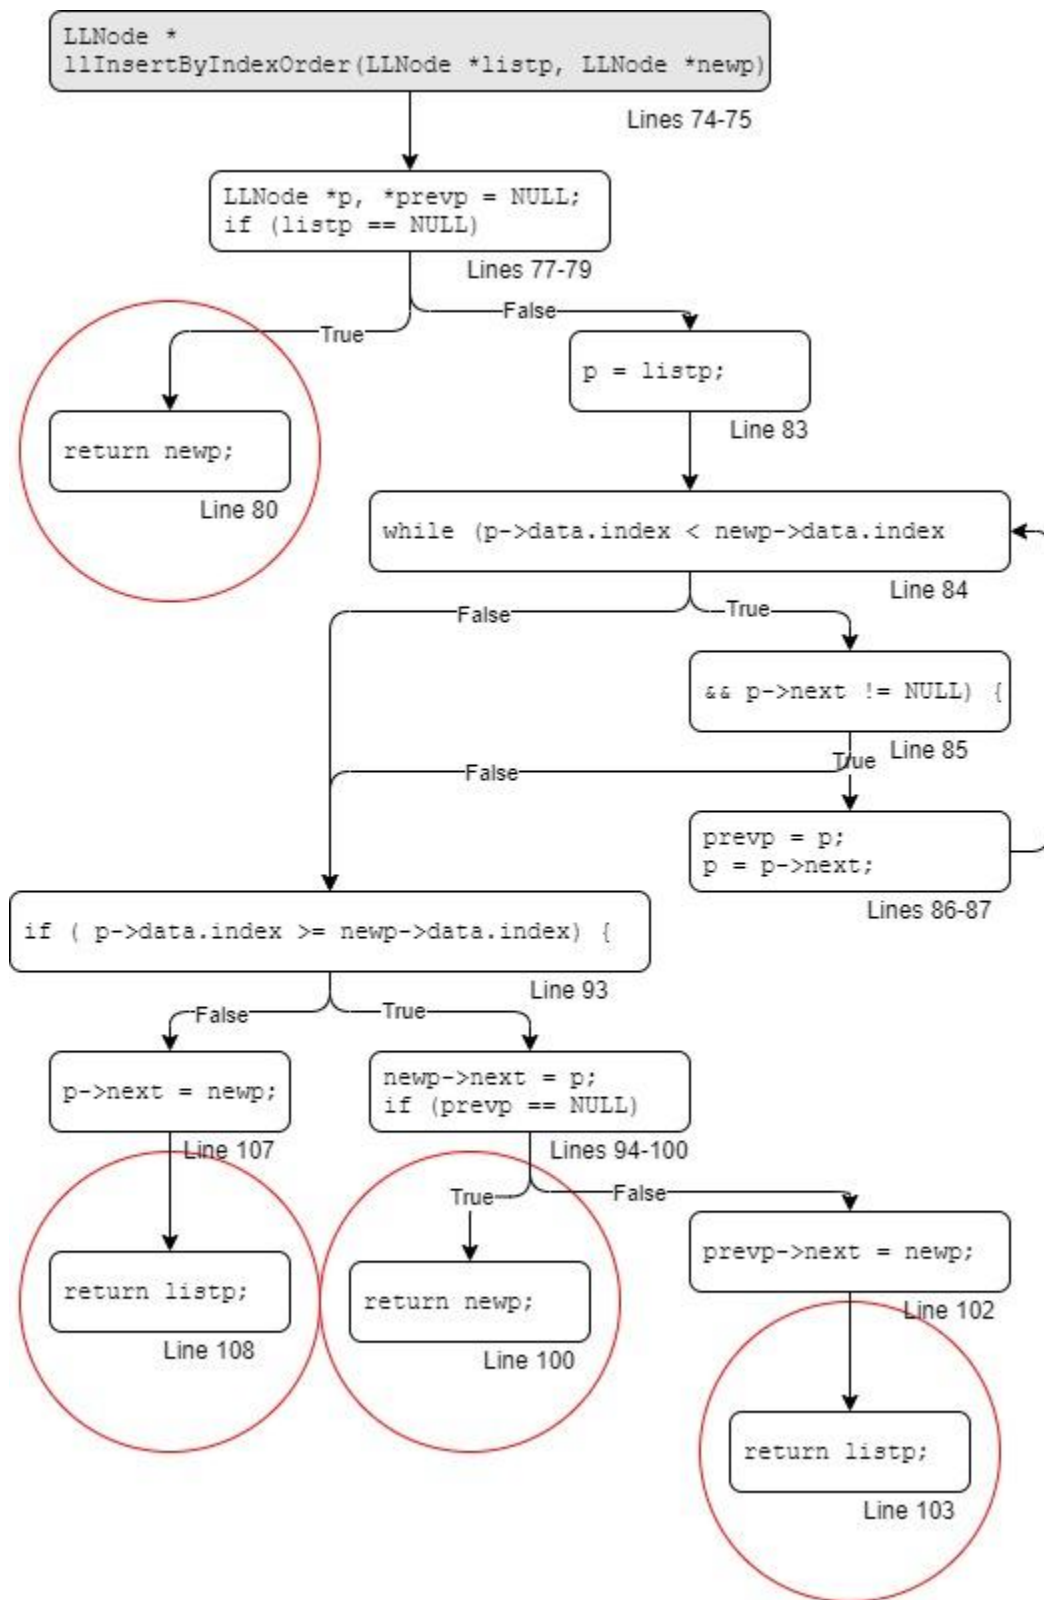 LLNode *
llInsertByIndexOrder(LLNode *listp, LLNode *newp)
Lines 74-75
LLNode *p, *prevp = NULL;
if (listp == NULL)
Lines 77-79
False
True
p = listp;
Line 83
return newp;
Line 80
while (p->data.index < newp->data.index
Line 84
False
True
&& p->next != NULL) {
Line 85
True
False
prevp = p;
p = p->next;
Lines 86-87
if ( p->data.index >= newp->data.index) {
Line 93
False
True
p->next = newp;
Line 107
newp->next = p;
if (prevp == NULL)
Lines 94-100
True
False
prevp->next = newp;
Line 102
return listp;
Line 108
return newp;
Line 100
return listp;
Line 103